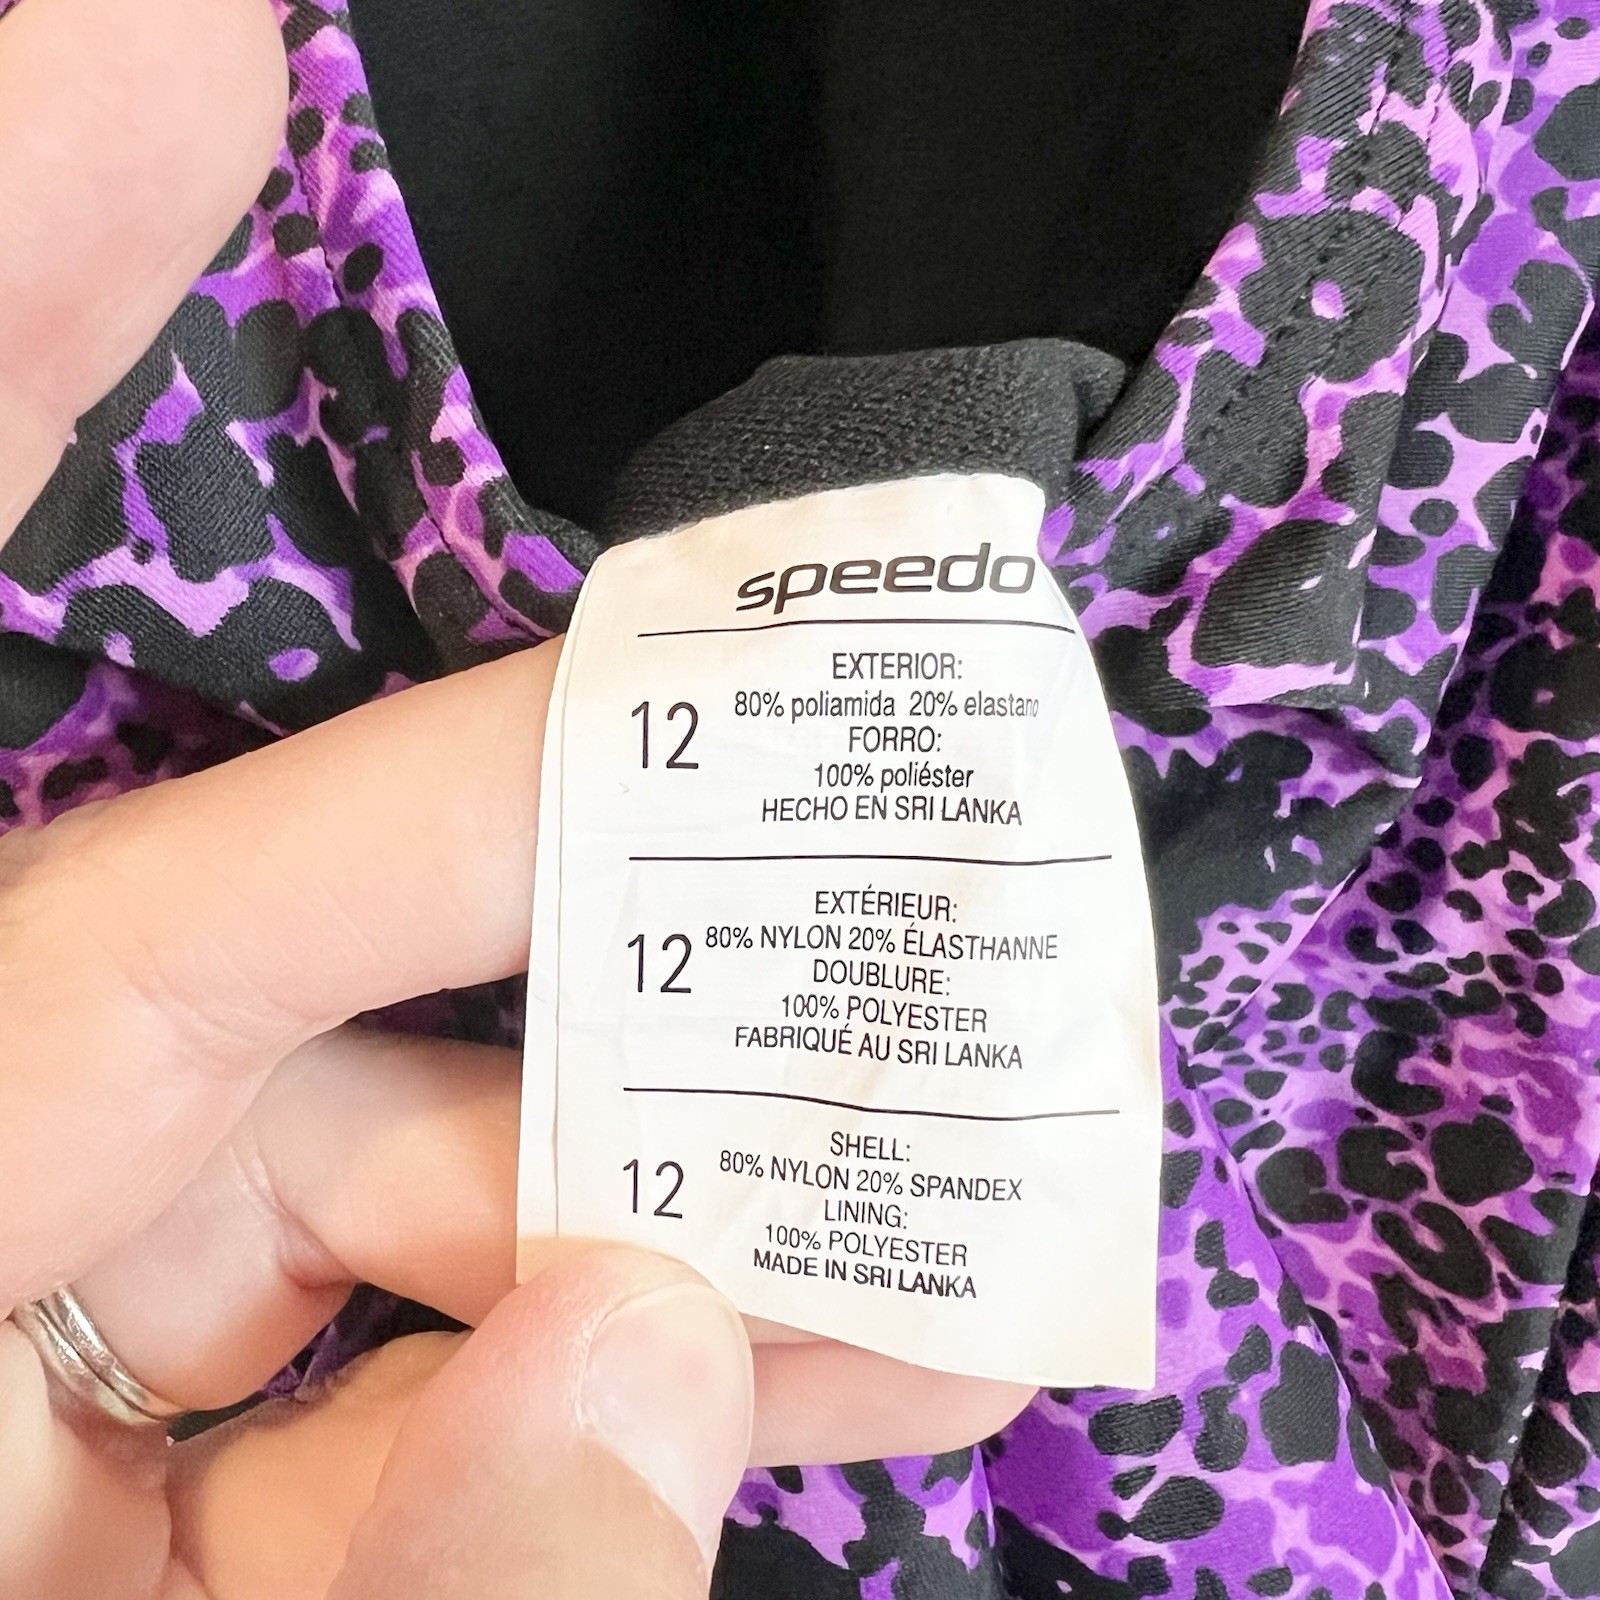 speedo
EXTERIOR:
12 80% poliamida 20% elastano
FORRO:
100% poliéster
HECHO EN SRI LANKA
EXTÉRIEUR:
12 80% NYLON 20% ÉLASTHANNE
DOUBLURE:
100% POLYESTER
FABRIQUÉ AU SRI LANKA
SHELL:
12 80% NYLON 20% SPANDEX
LINING:
100% POLYESTER
MADE IN SRI LANKA